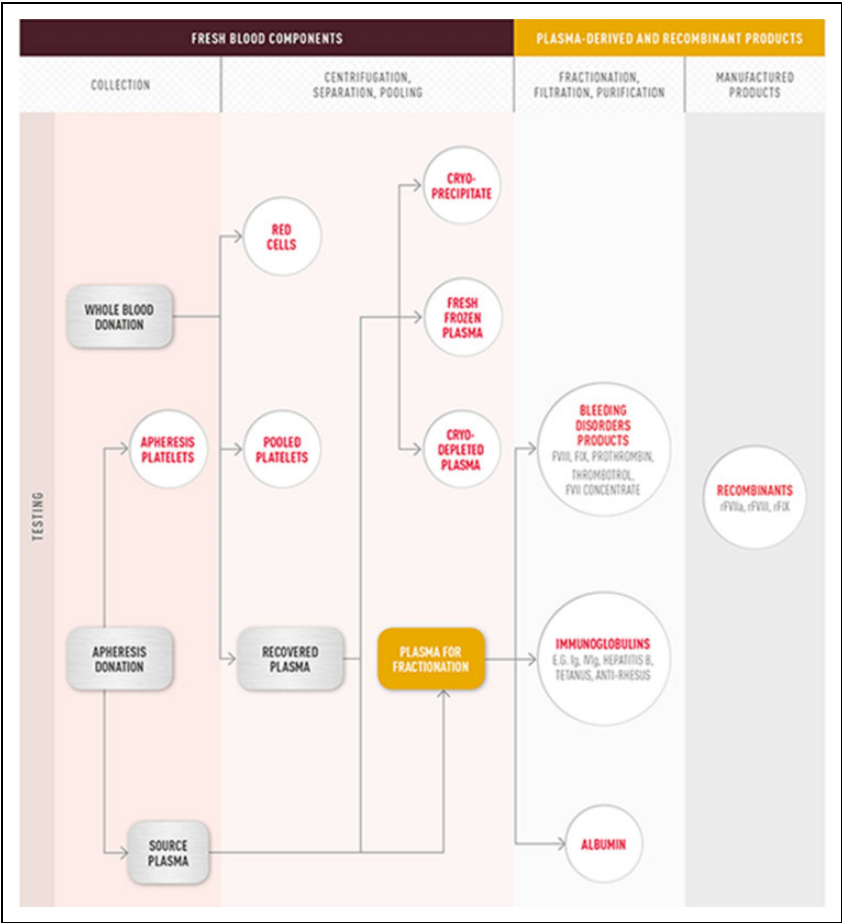 FRESH BLOOD COMPONENTS
PLASMA-DERIVED AND RECOMBINANT PRODUCTS
COLLECTION
CENTRIFUGATION,
SEPARATION, POOLING
FRACTIONATION,
FILTRATION, PURIFICATION
MANUFACTURED
PRODUCTS
TESTING
CRYO-
PRECIPITATE
RED
CELLS
WHOLE BLOOD
DONATION
FRESH
FROZEN
PLASMA
APHERESIS
PLATELETS
POOLED
PLATELETS
CRYO-
DEPLETED
PLASMA
BLEEDING
DISORDERS
PRODUCTS
FVIII, FIX, PROTHROMBIN,
THROMBOTROL,
FVII CONCENTRATE
RECOMBINANTS
rFVIIa, rFVIII, rFIX
APHERESIS
DONATION
RECOVERED
PLASMA
PLASMA FOR
FRACTIONATION
IMMUNOGLOBULINS
E.G. Ig, IVIg, HEPATITIS B,
TETANUS, ANTI-RHESUS
SOURCE
PLASMA
ALBUMIN